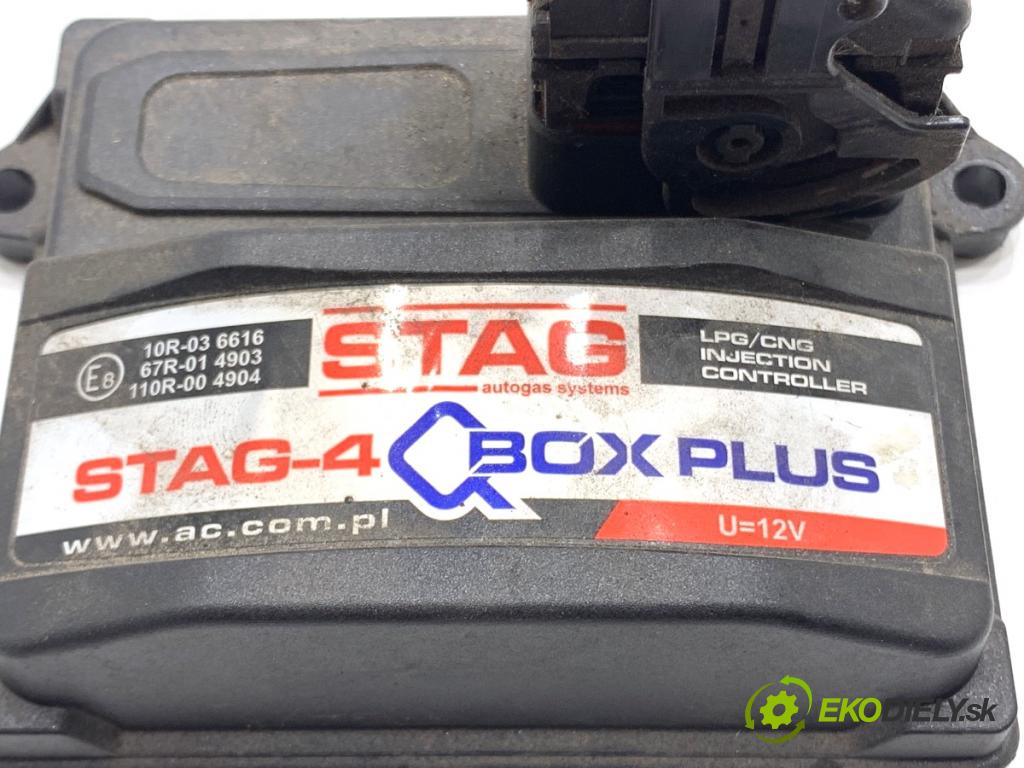 10R-03 6616
67R-01 4903
110R-00 4904
E8
STAG
autogas systems
LPG/CNG
INJECTION
CONTROLLER
STAG-4 QBOX PLUS
www.ac.com.pl
U=12V
EKODIELY.sk